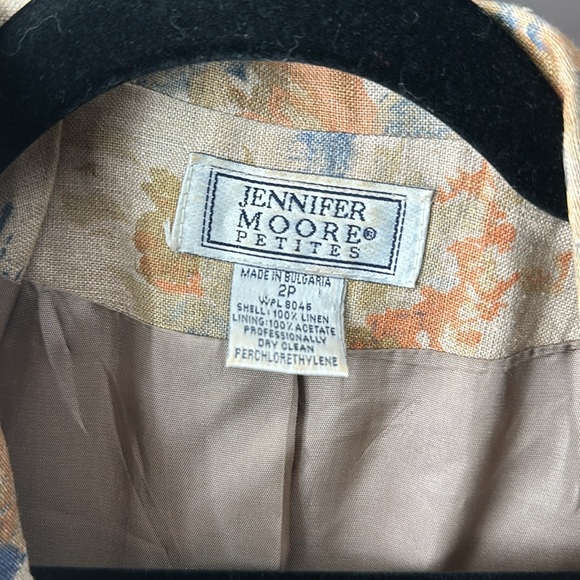 JENNIFER
MOORE®
PETITES
MADE IN BULGARIA
2P
WPL 8046
SHELL: 100% LINEN
LINING: 100% ACETATE
PROFESSIONALLY
DRY CLEAN
PERCHLORETHYLENE